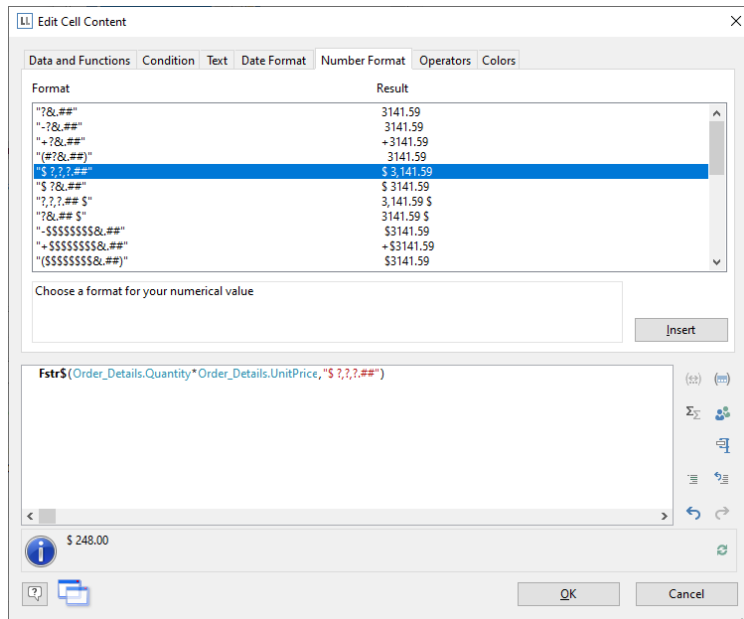 LL Edit Cell Content
Data and Functions Condition Text Date Format Number Format Operators Colors
Format Result
"?&.##" 3141.59
"-?&.##" 3141.59
"+?&.##" +3141.59
"(#?&.##)" 3141.59
"$ ?,?,?.##" $ 3,141.59
"$ ?&.##" $ 3141.59
"?,?,?.## $" 3,141.59 $
"?&.## $" 3141.59 $
"-$$$$$$$$&.##" $3141.59
"+$$$$$$$$&.##" +$3141.59
"($$$$$$$$&.##)" $3141.59
Choose a format for your numerical value
Insert
Fstr$(Order_Details.Quantity*Order_Details.UnitPrice,"$ ?,?,?.##")
$ 248.00
OK Cancel